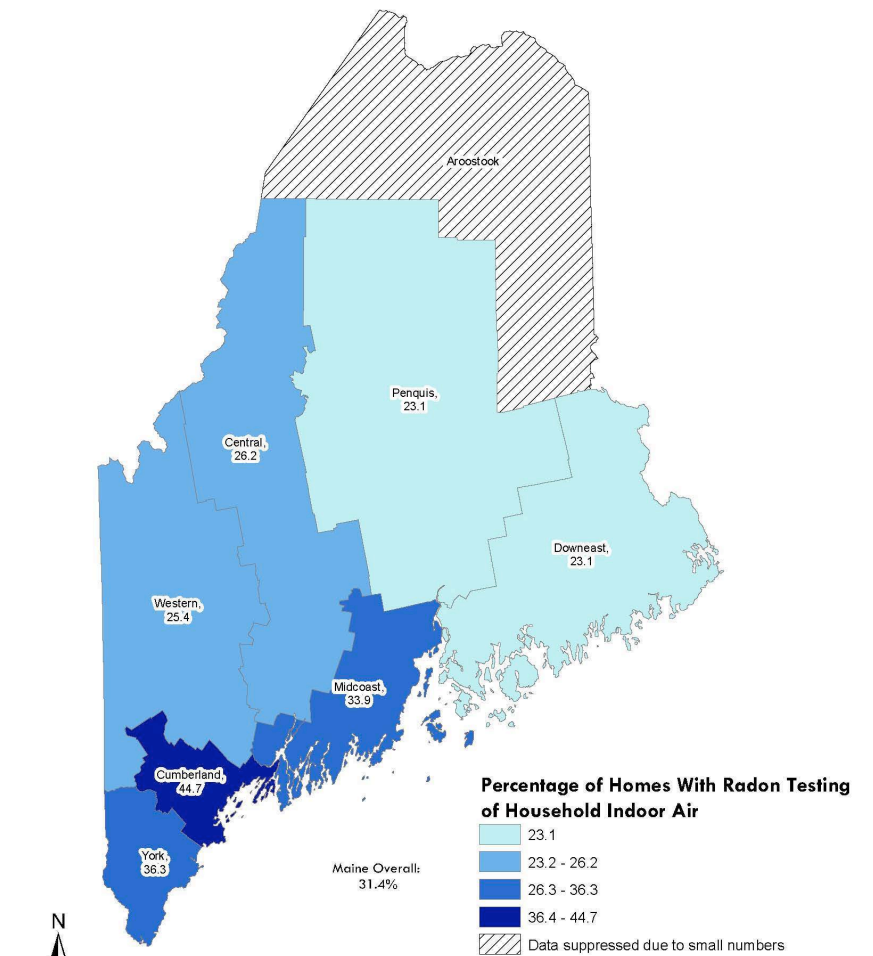 Aroostook
Penquis,
23.1
Central,
26.2
Downeast,
23.1
Western,
25.4
Midcoast,
33.9
Cumberland,
44.7
York,
36.3
Maine Overall:
31.4%
N
Percentage of Homes With Radon Testing
of Household Indoor Air
23.1
23.2 - 26.2
26.3 - 36.3
36.4 - 44.7
Data suppressed due to small numbers